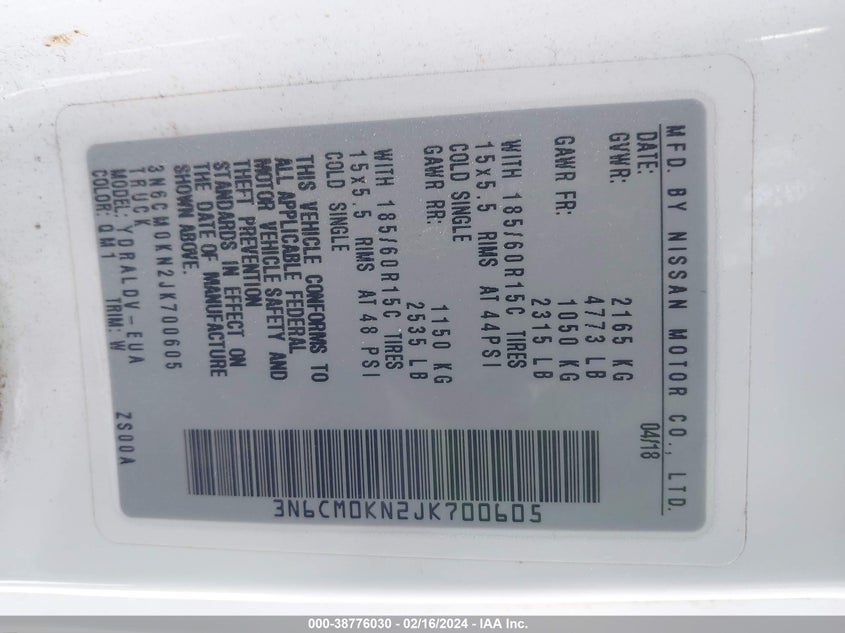 MFD. BY NISSAN MOTOR CO., LTD.
DATE: 04/18
GVWR: 2165 KG
4773 LB
GAWR FR: 1050 KG
2315 LB
WITH 185/60R15C TIRES
15x5.5 RIMS AT 44PSI
COLD SINGLE
GAWR RR: 1150 KG
2535 LB
WITH 185/60R15C TIRES
15x5.5 RIMS AT 48 PSI
COLD SINGLE
THIS VEHICLE CONFORMS TO
ALL APPLICABLE FEDERAL
MOTOR VEHICLE SAFETY AND
THEFT PREVENTION
STANDARDS IN EFFECT ON
THE DATE OF MANUFACTURE
SHOWN ABOVE.
3N6CM0KN2JK700605
TRUCK
MODEL: YDRALDV-EUA
COLOR: QM1 TRIM: W ZS00A
3N6CM0KN2JK700605
000-38776030 - 02/16/2024 - IAA Inc.